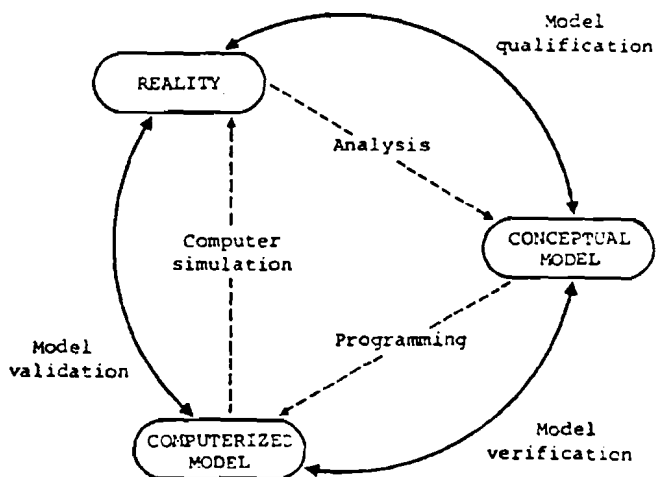 Model
qualification
REALITY
Analysis
CONCEPTUAL
MODEL
Computer
simulation
Programming
Model
validation
COMPUTERIZED
MODEL
Model
verification